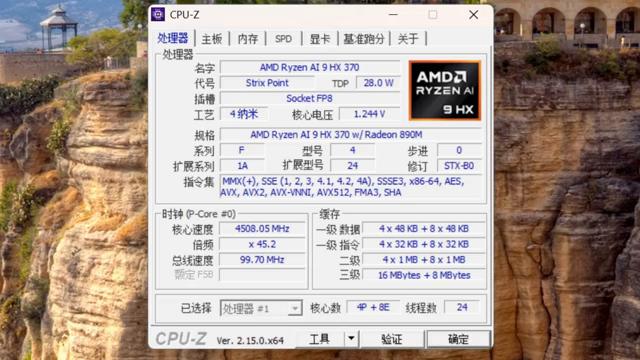 CPU-Z
处理器 主板 内存 SPD 显卡 基准跑分 关于
处理器
名字 AMD Ryzen AI 9 HX 370
代号 Strix Point TDP 28.0 W
插槽 Socket FP8
工艺 4 纳米 核心电压 1.244 V
AMD
RYZEN AI
9 HX
规格 AMD Ryzen AI 9 HX 370 w/ Radeon 890M
系列 F 型号 4 步进 0
扩展系列 1A 扩展型号 24 修订 STX-B0
指令集 MMX(+), SSE (1, 2, 3, 4.1, 4.2, 4A), SSSE3, x86-64, AES,
AVX, AVX2, AVX-VNNI, AVX512, FMA3, SHA
时钟 (P-Core #0)
核心速度 4508.05 MHz
倍频 x 45.2
总线速度 99.70 MHz
额定 FSB
缓存
一级 数据 4 x 48 KB + 8 x 48 KB
一级 指令 4 x 32 KB + 8 x 32 KB
二级 4 x 1 MB + 8 x 1 MB
三级 16 MBytes + 8 MBytes
已选择 处理器 #1 核心数 4P + 8E 线程数 24
CPU-Z Ver. 2.15.0.x64 工具 验证 确定